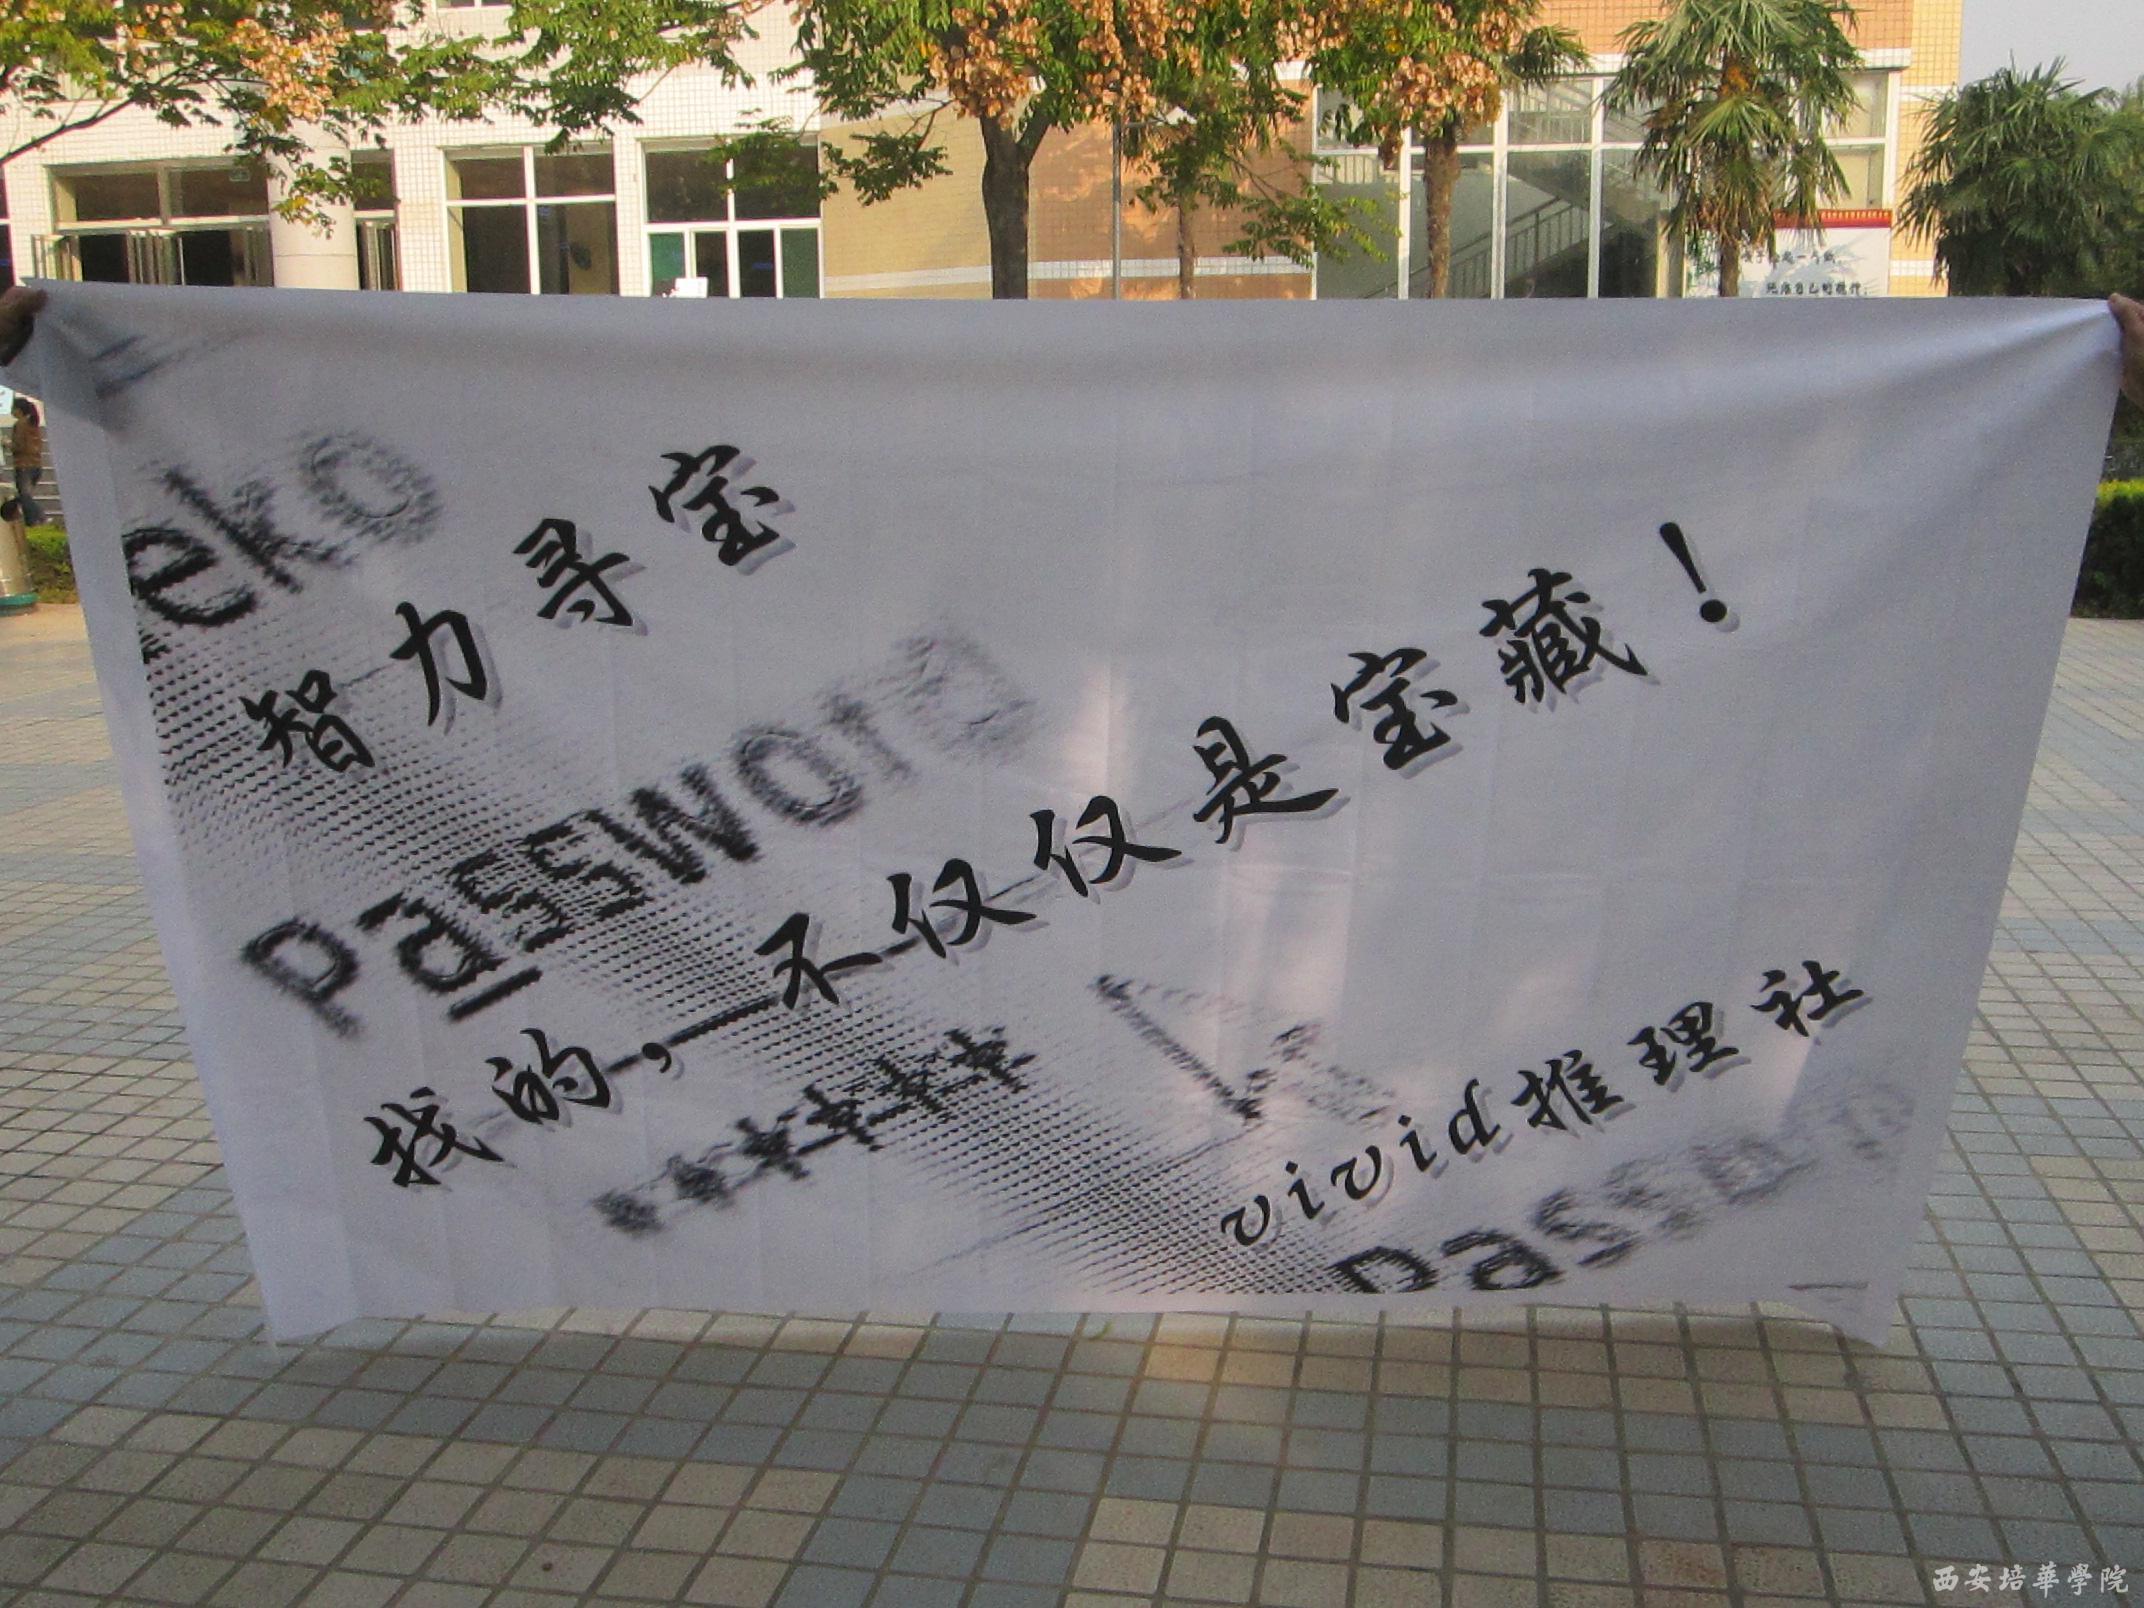 eko
智力寻宝
password
找的，不仅仅是宝藏！
******
vivid推理社
西安培華學院